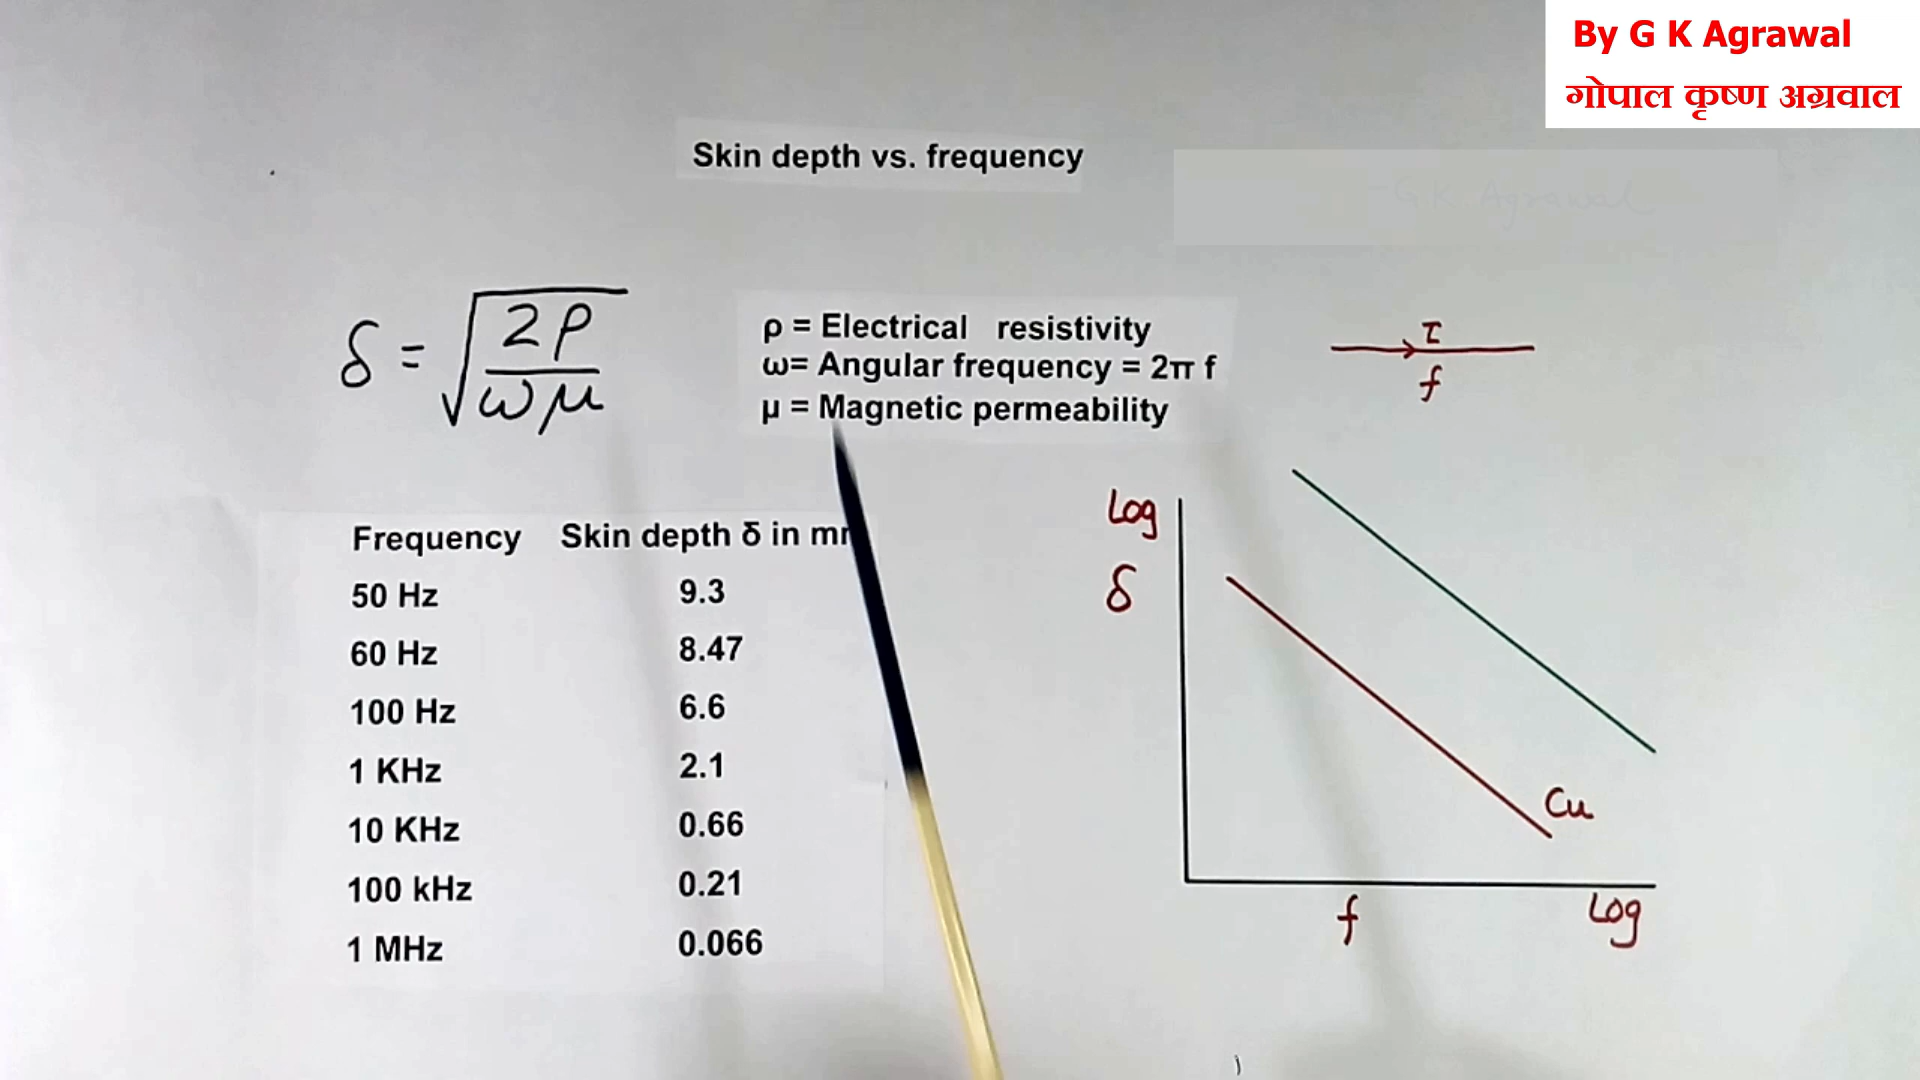 By G K Agrawal
गोपाल कृष्ण अग्रवाल
Skin depth vs. frequency
G K Agrawal
δ = √2ρ/ωμ
ρ = Electrical resistivity
ω= Angular frequency = 2π f
μ = Magnetic permeability
I
f
Frequency Skin depth δ in
50 Hz 9.3
60 Hz 8.47
100 Hz 6.6
1 KHz 2.1
10 KHz 0.66
100 kHz 0.21
1 MHz 0.066
Log
δ
Cu
f
Log